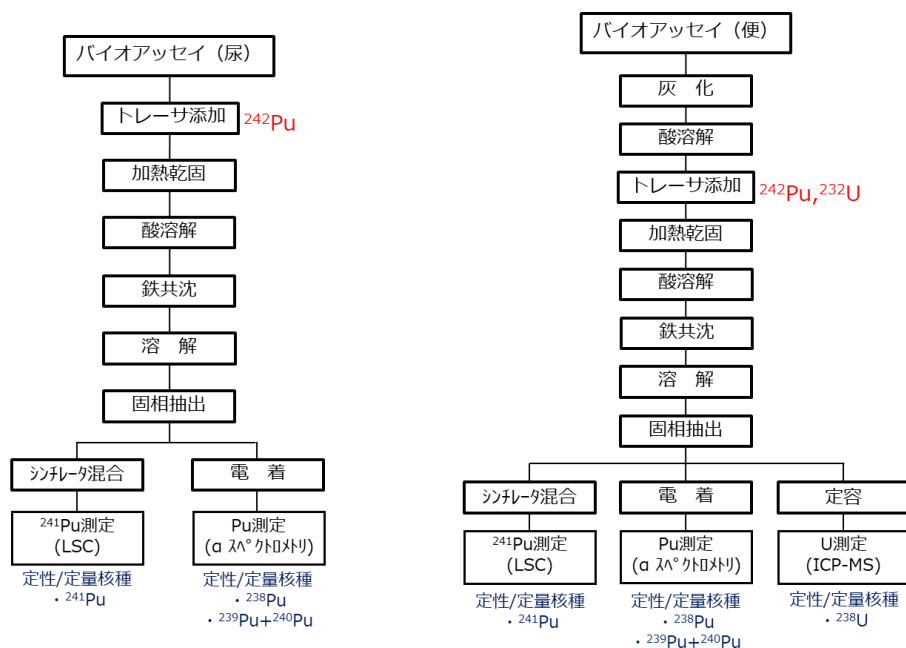 バイオアッセイ（尿）
トレーサ添加
²⁴²Pu
加熱乾固
酸溶解
鉄共沈
溶　解
固相抽出
ｼﾝﾁﾚｰﾀ混合
電　着
²⁴¹Pu測定
(LSC)
Pu測定
(α ｽﾍﾟｸﾄﾛﾒﾄﾘ)
定性/定量核種
・²⁴¹Pu
定性/定量核種
・²³⁸Pu
・²³⁹Pu+²⁴⁰Pu
バイオアッセイ（便）
灰　化
酸溶解
トレーサ添加
²⁴²Pu,²³²U
加熱乾固
酸溶解
鉄共沈
溶　解
固相抽出
ｼﾝﾁﾚｰﾀ混合
電　着
定容
²⁴¹Pu測定
(LSC)
Pu測定
(α ｽﾍﾟｸﾄﾛﾒﾄﾘ)
U測定
(ICP-MS)
定性/定量核種
・²⁴¹Pu
定性/定量核種
・²³⁸Pu
・²³⁹Pu+²⁴⁰Pu
定性/定量核種
・²³⁸U